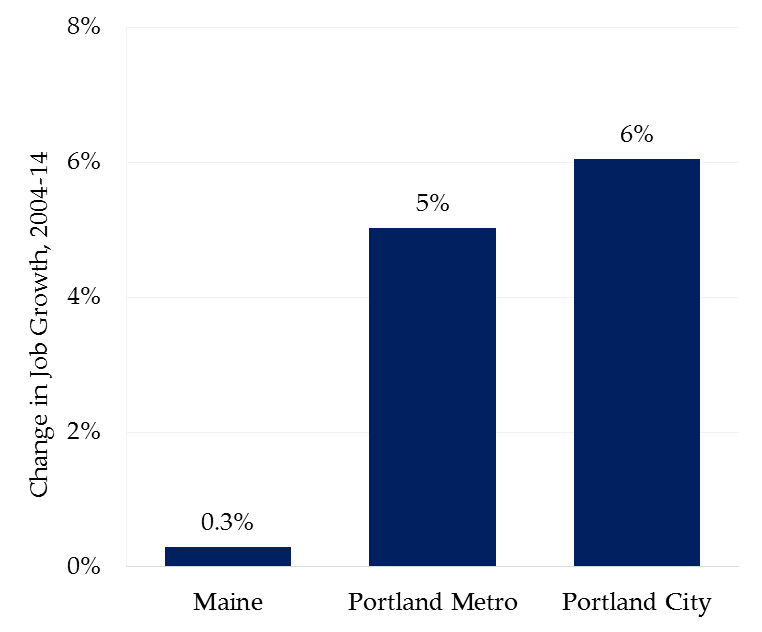 8%
6%
4%
2%
0%
Change in Job Growth, 2004-14
0.3%
5%
6%
Maine
Portland Metro
Portland City